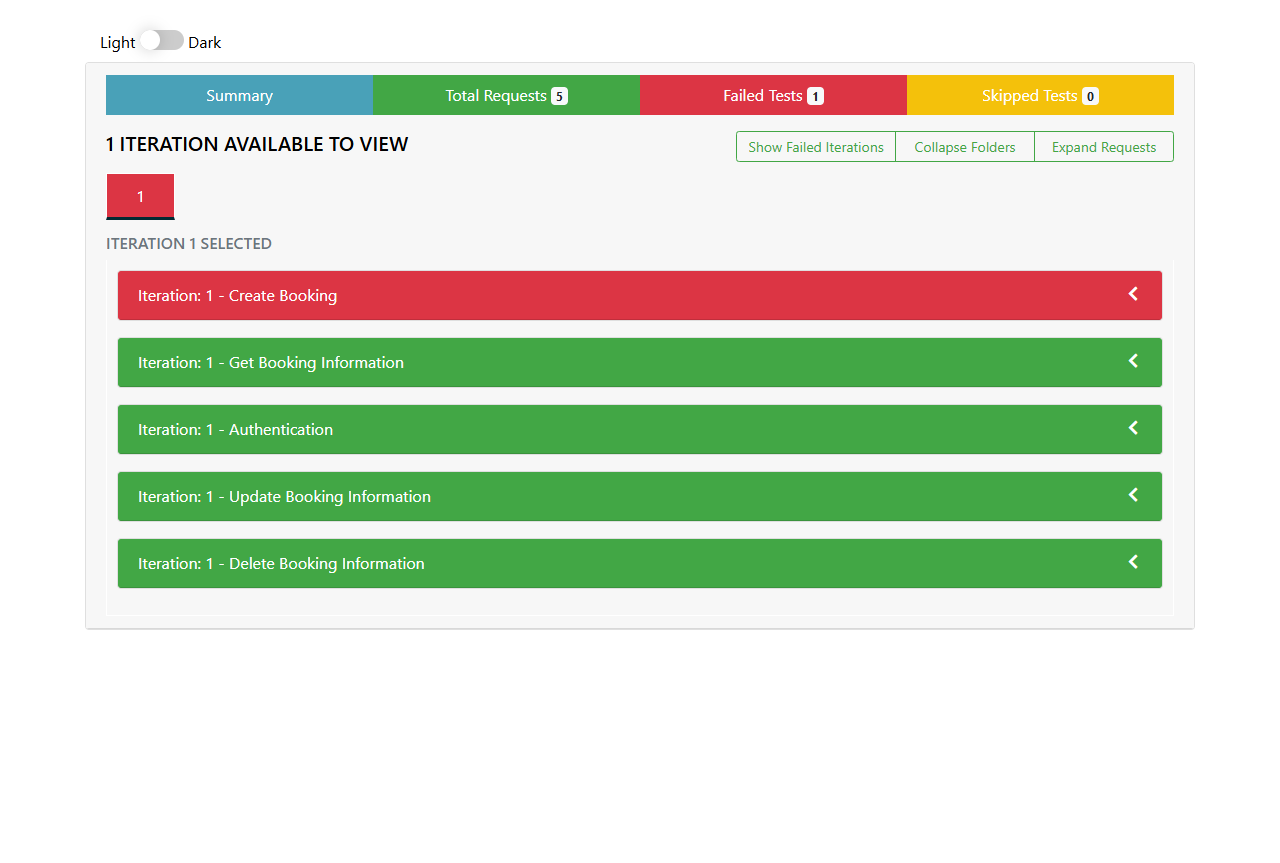 Light Dark
Summary Total Requests 5 Failed Tests 1 Skipped Tests 0
1 ITERATION AVAILABLE TO VIEW Show Failed Iterations Collapse Folders Expand Requests
1
ITERATION 1 SELECTED
Iteration: 1 - Create Booking
Iteration: 1 - Get Booking Information
Iteration: 1 - Authentication
Iteration: 1 - Update Booking Information
Iteration: 1 - Delete Booking Information